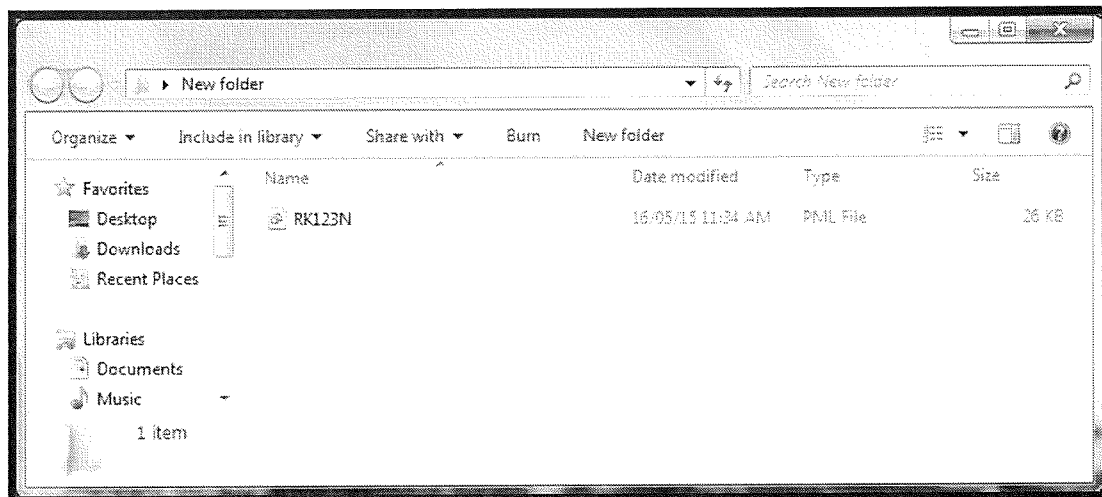 New folder
Search New folder
Organize Include in library Share with Burn New folder
Name Date modified Type Size
Favorites
Desktop
Downloads
Recent Places
RK123N 16/05/15 11:34 AM PML File 26 KB
Libraries
Documents
Music
1 item